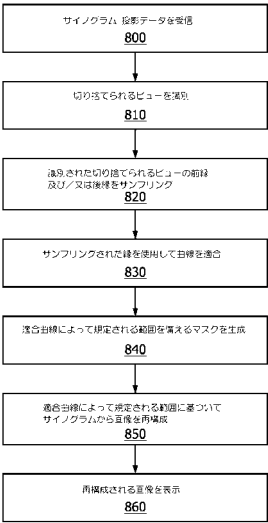 サイノグラム 投影データを受信
800
切り捨てられるビューを識別
810
識別された切り捨てられるビューの前縁
及び／又は後縁をサンプリング
820
サンプリングされた縁を使用して曲線を適合
830
適合曲線によって規定される範囲を備えるマスクを生成
840
適合曲線によって規定される範囲に基づいて
サイノグラムから画像を再構成
850
再構成される画像を表示
860